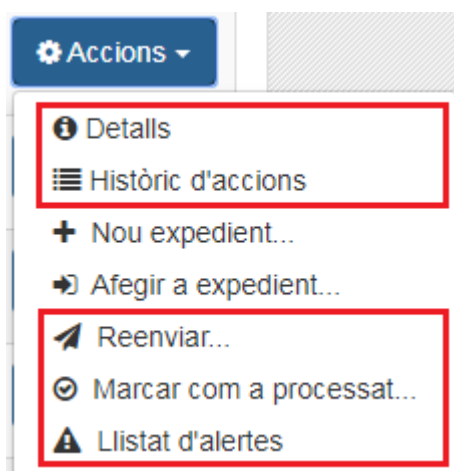 Accions
Detalls
Històric d'accions
Nou expedient...
Afegir a expedient...
Reenviar...
Marcar com a processat...
Llistat d'alertes